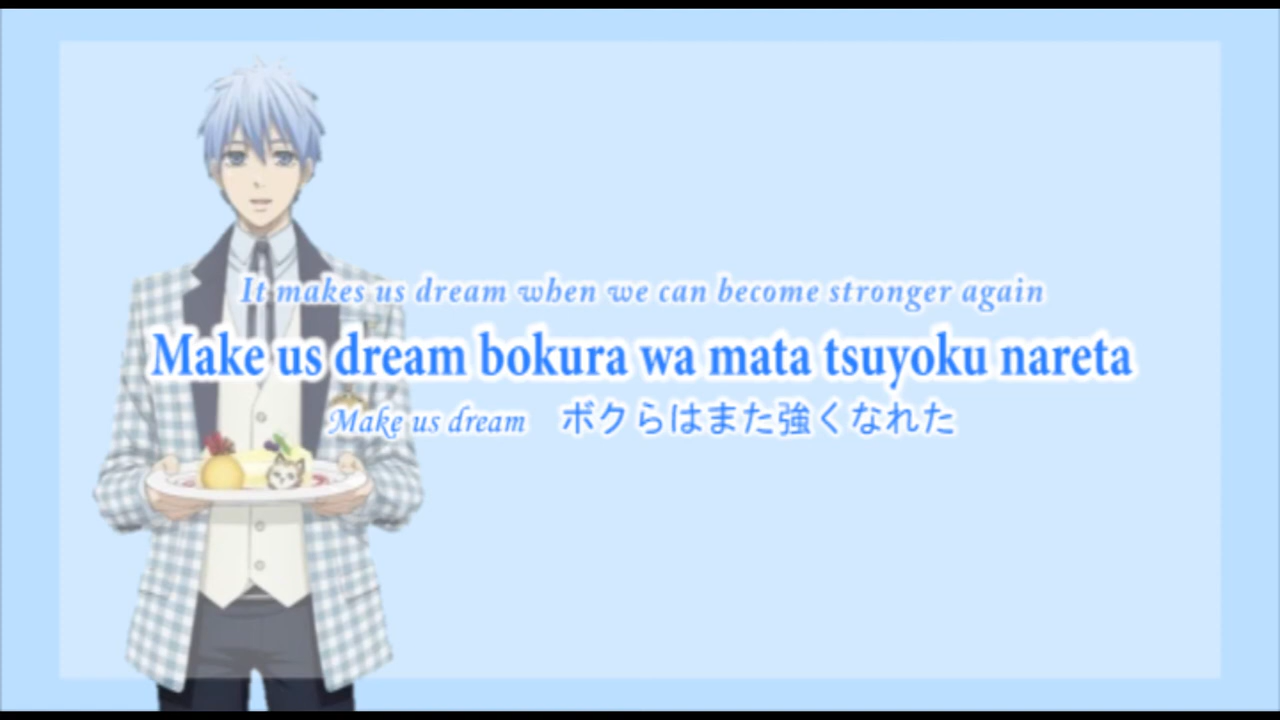 It makes us dream when we can become stronger again
Make us dream bokura wa mata tsuyoku nareta
Make us dream　ボクらはまた強くなれた